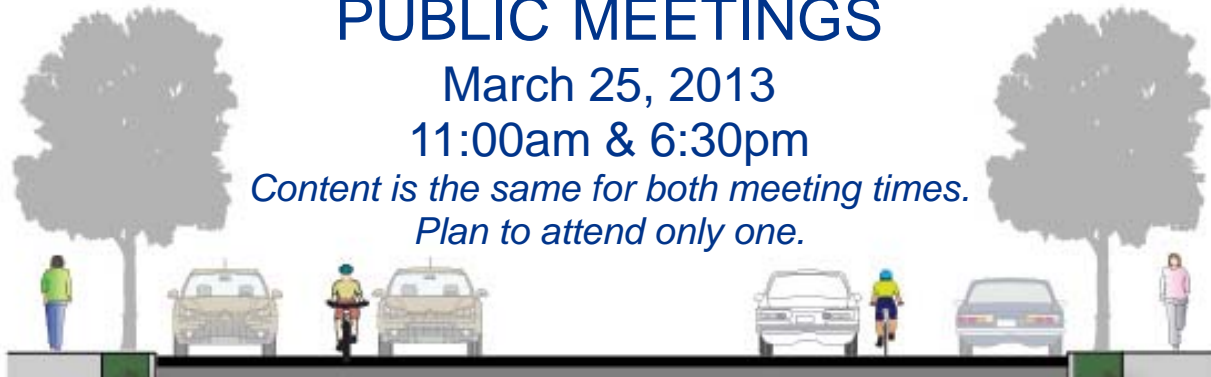 PUBLIC MEETINGS
March 25, 2013
11:00am & 6:30pm
Content is the same for both meeting times.
Plan to attend only one.